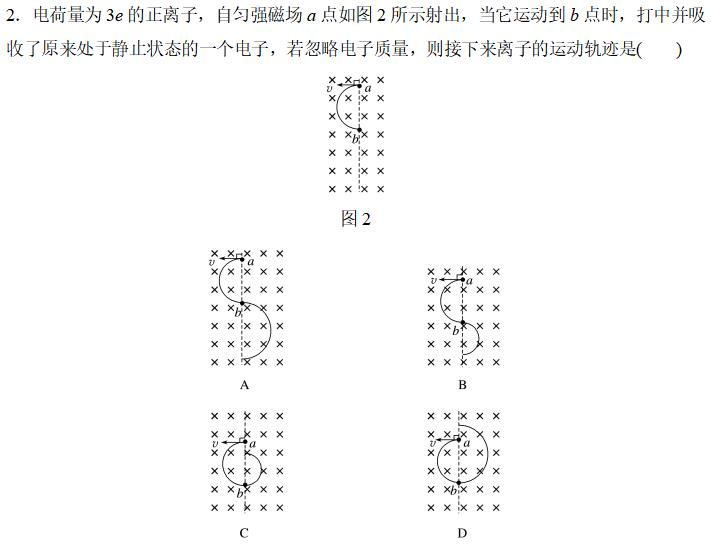 2．电荷量为 3e 的正离子，自匀强磁场 a 点如图 2 所示射出，当它运动到 b 点时，打中并吸
收了原来处于静止状态的一个电子，若忽略电子质量，则接下来离子的运动轨迹是(　　)
v a
b
图 2
v a
b
A
v a
b
B
v a
b
C
v a
b
D